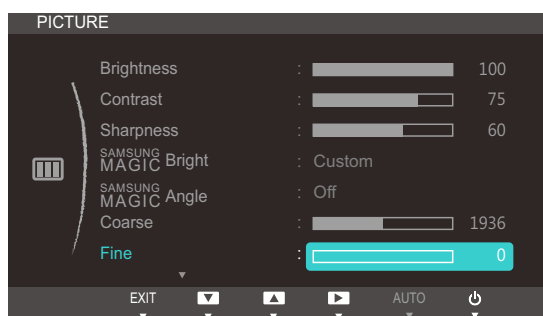 PICTURE
Brightness : 100
Contrast : 75
Sharpness : 60
SAMSUNG MAGIC Bright : Custom
SAMSUNG MAGIC Angle : Off
Coarse : 1936
Fine : 0
EXIT AUTO